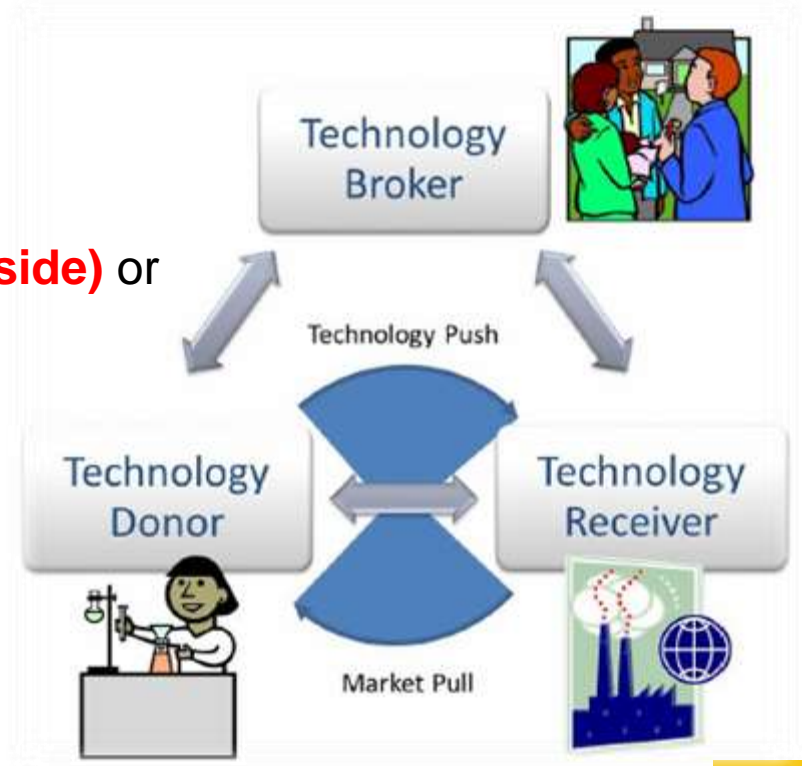 Technology
Broker
side) or
Technology Push
Technology
Donor
Technology
Receiver
Market Pull